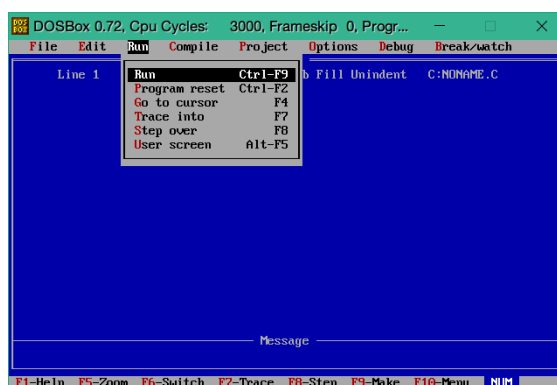 DOSBox 0.72, Cpu Cycles: 3000, Frameskip 0, Progr...
File Edit Run Compile Project Options Debug Break/watch
Line 1 b Fill Unindent C:NONAME.C
Run Ctrl-F9
Program reset Ctrl-F2
Go to cursor F4
Trace into F7
Step over F8
User screen Alt-F5
Message
F1-Help F5-Zoom F6-Switch F7-Trace F8-Step F9-Make F10-Menu NUM